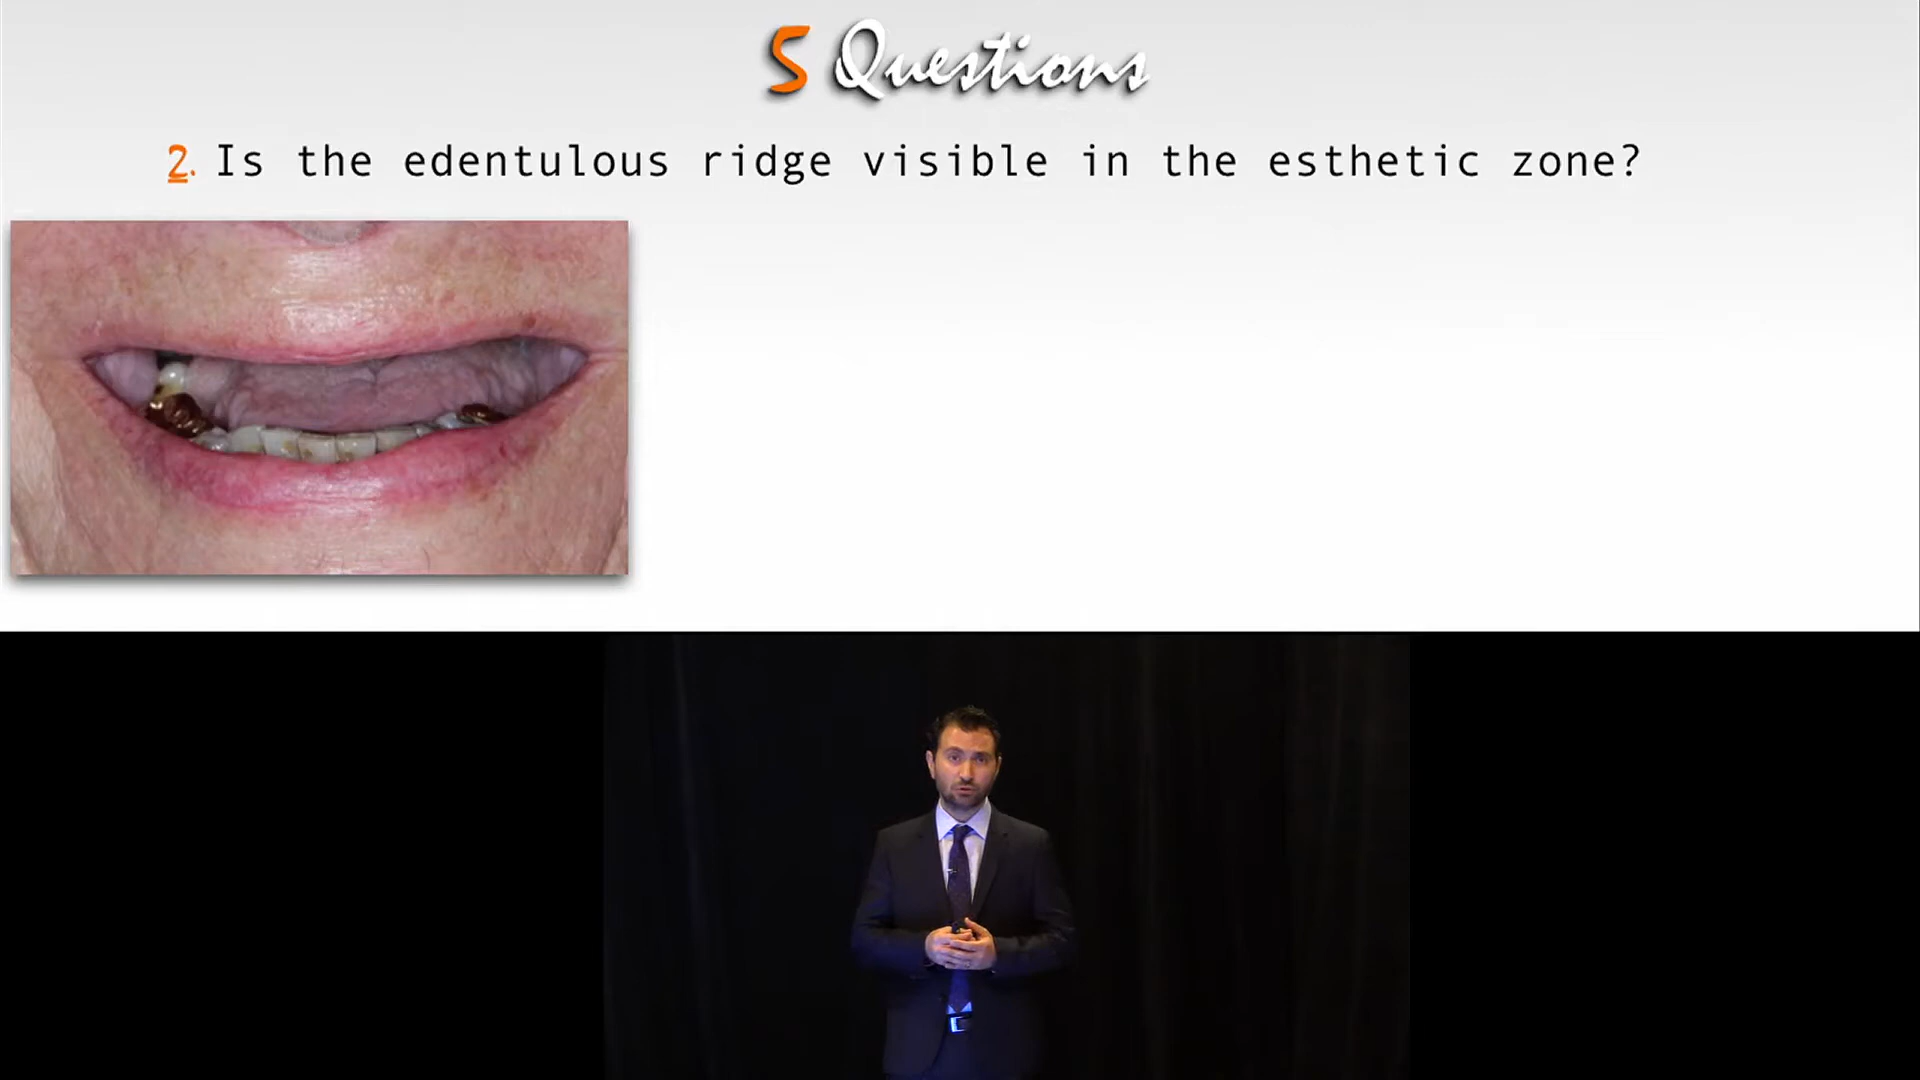 5 Questions
2. Is the edentulous ridge visible in the esthetic zone?